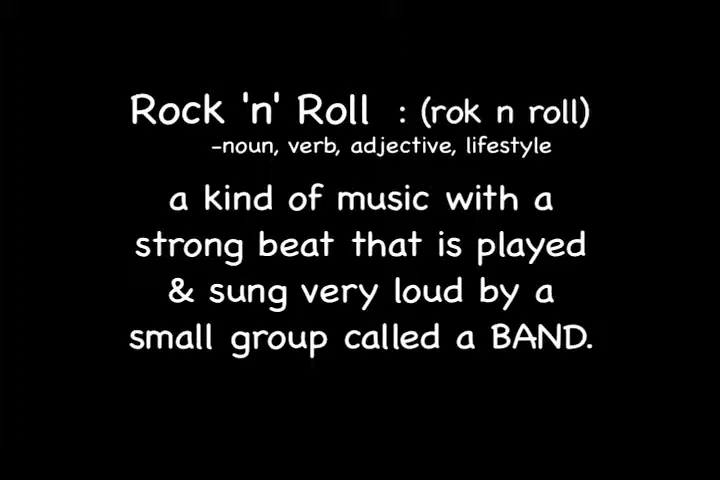 Rock 'n' Roll : (rok n roll)
-noun, verb, adjective, lifestyle
a kind of music with a
strong beat that is played
& sung very loud by a
small group called a BAND.